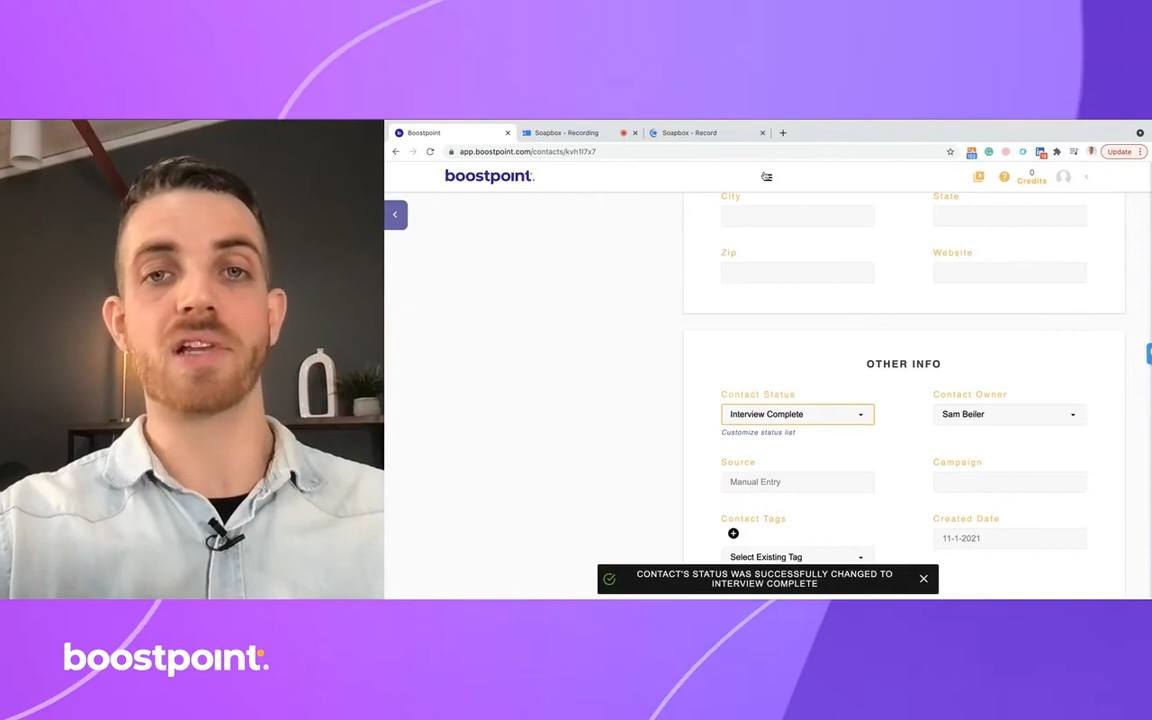 Boostpoint
Soapbox - Recording
Soapbox - Record
app.boostpoint.com/contacts/kvh1l7x7
Update
boostpoint.
0
Credits
City
State
Zip
Website
OTHER INFO
Contact Status
Contact Owner
Interview Complete
Sam Beiler
Customize status list
Source
Campaign
Manual Entry
Contact Tags
Created Date
11-1-2021
Select Existing Tag
CONTACT'S STATUS WAS SUCCESSFULLY CHANGED TO
INTERVIEW COMPLETE
boostpoint.